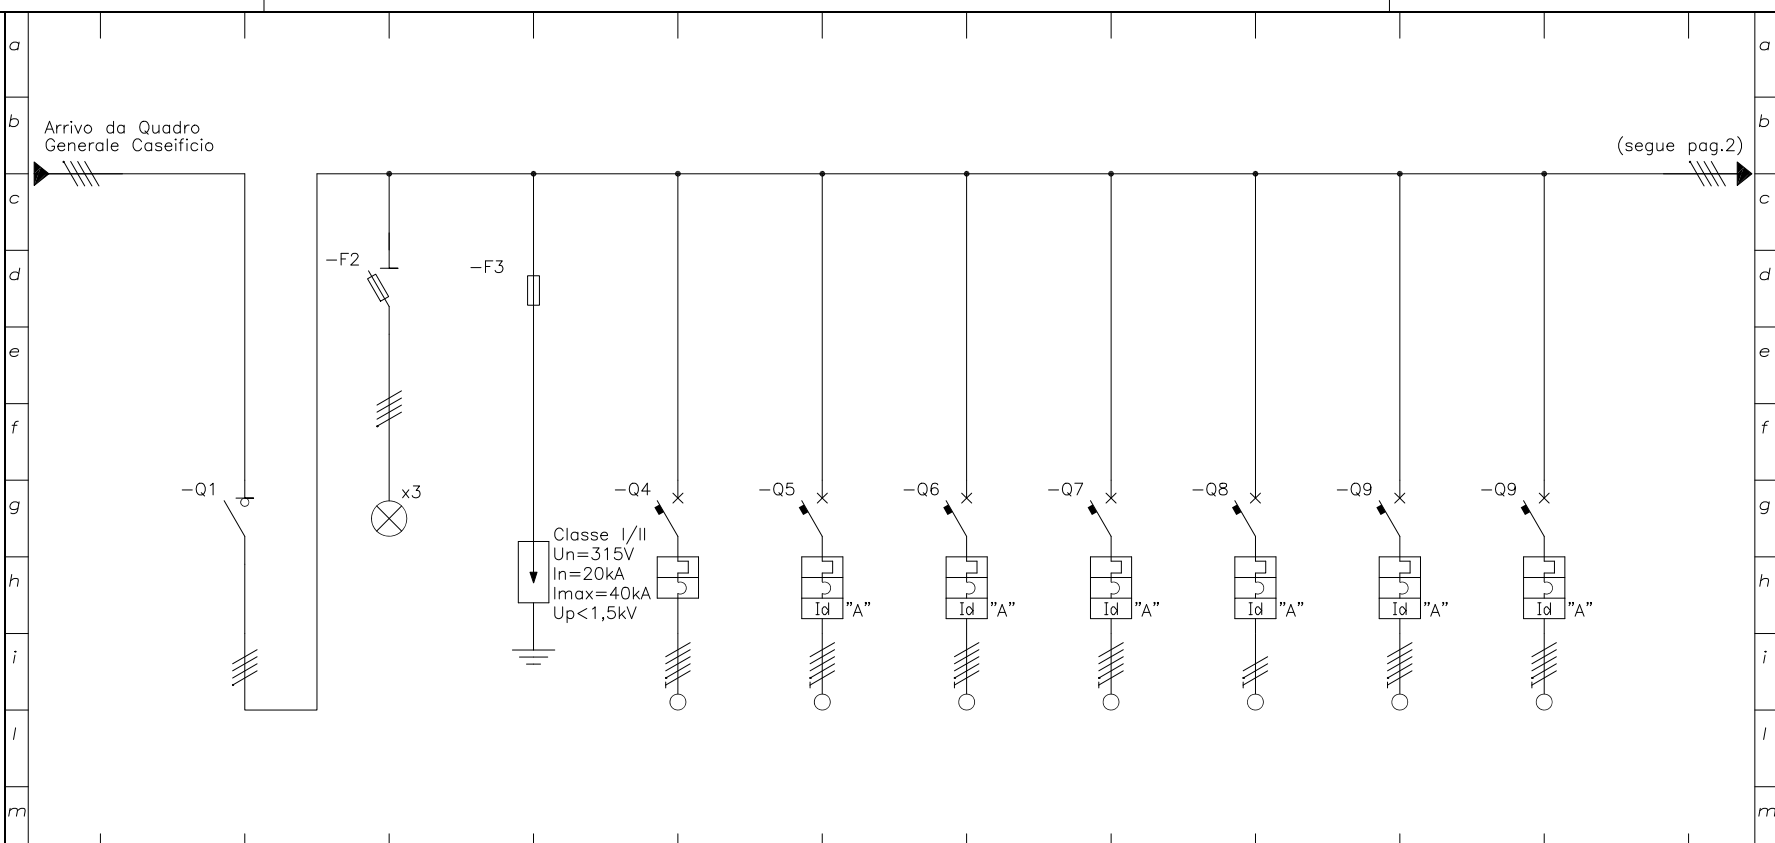 a a
b b
Arrivo da Quadro
Generale Caseificio
(segue pag.2)
c c
-F2 -F3
d d
e e
f f
-Q1 x3 -Q4 -Q5 -Q6 -Q7 -Q8 -Q9 -Q9
g g
Classe I/II
Un=315V
In=20kA
Imax=40kA
Up<1,5kV
h h
Id "A" Id "A" Id "A" Id "A" Id "A" Id "A"
i i
l l
m m